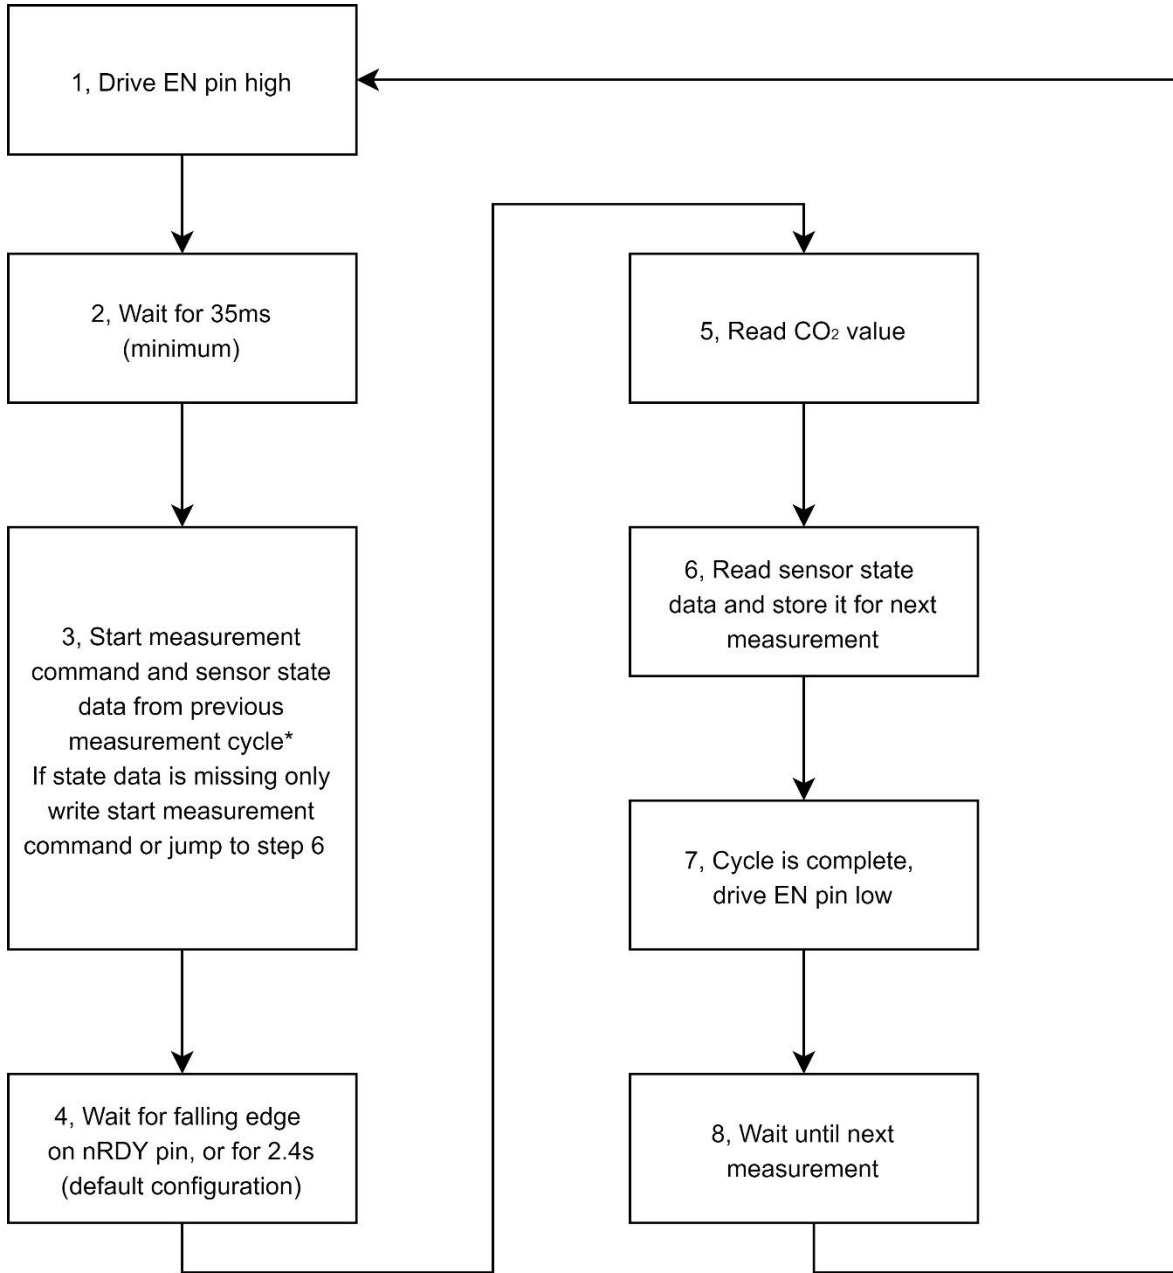 1, Drive EN pin high
2, Wait for 35ms
(minimum)
3, Start measurement
command and sensor state
data from previous
measurement cycle*
If state data is missing only
write start measurement
command or jump to step 6
4, Wait for falling edge
on nRDY pin, or for 2.4s
(default configuration)
5, Read CO₂ value
6, Read sensor state
data and store it for next
measurement
7, Cycle is complete,
drive EN pin low
8, Wait until next
measurement